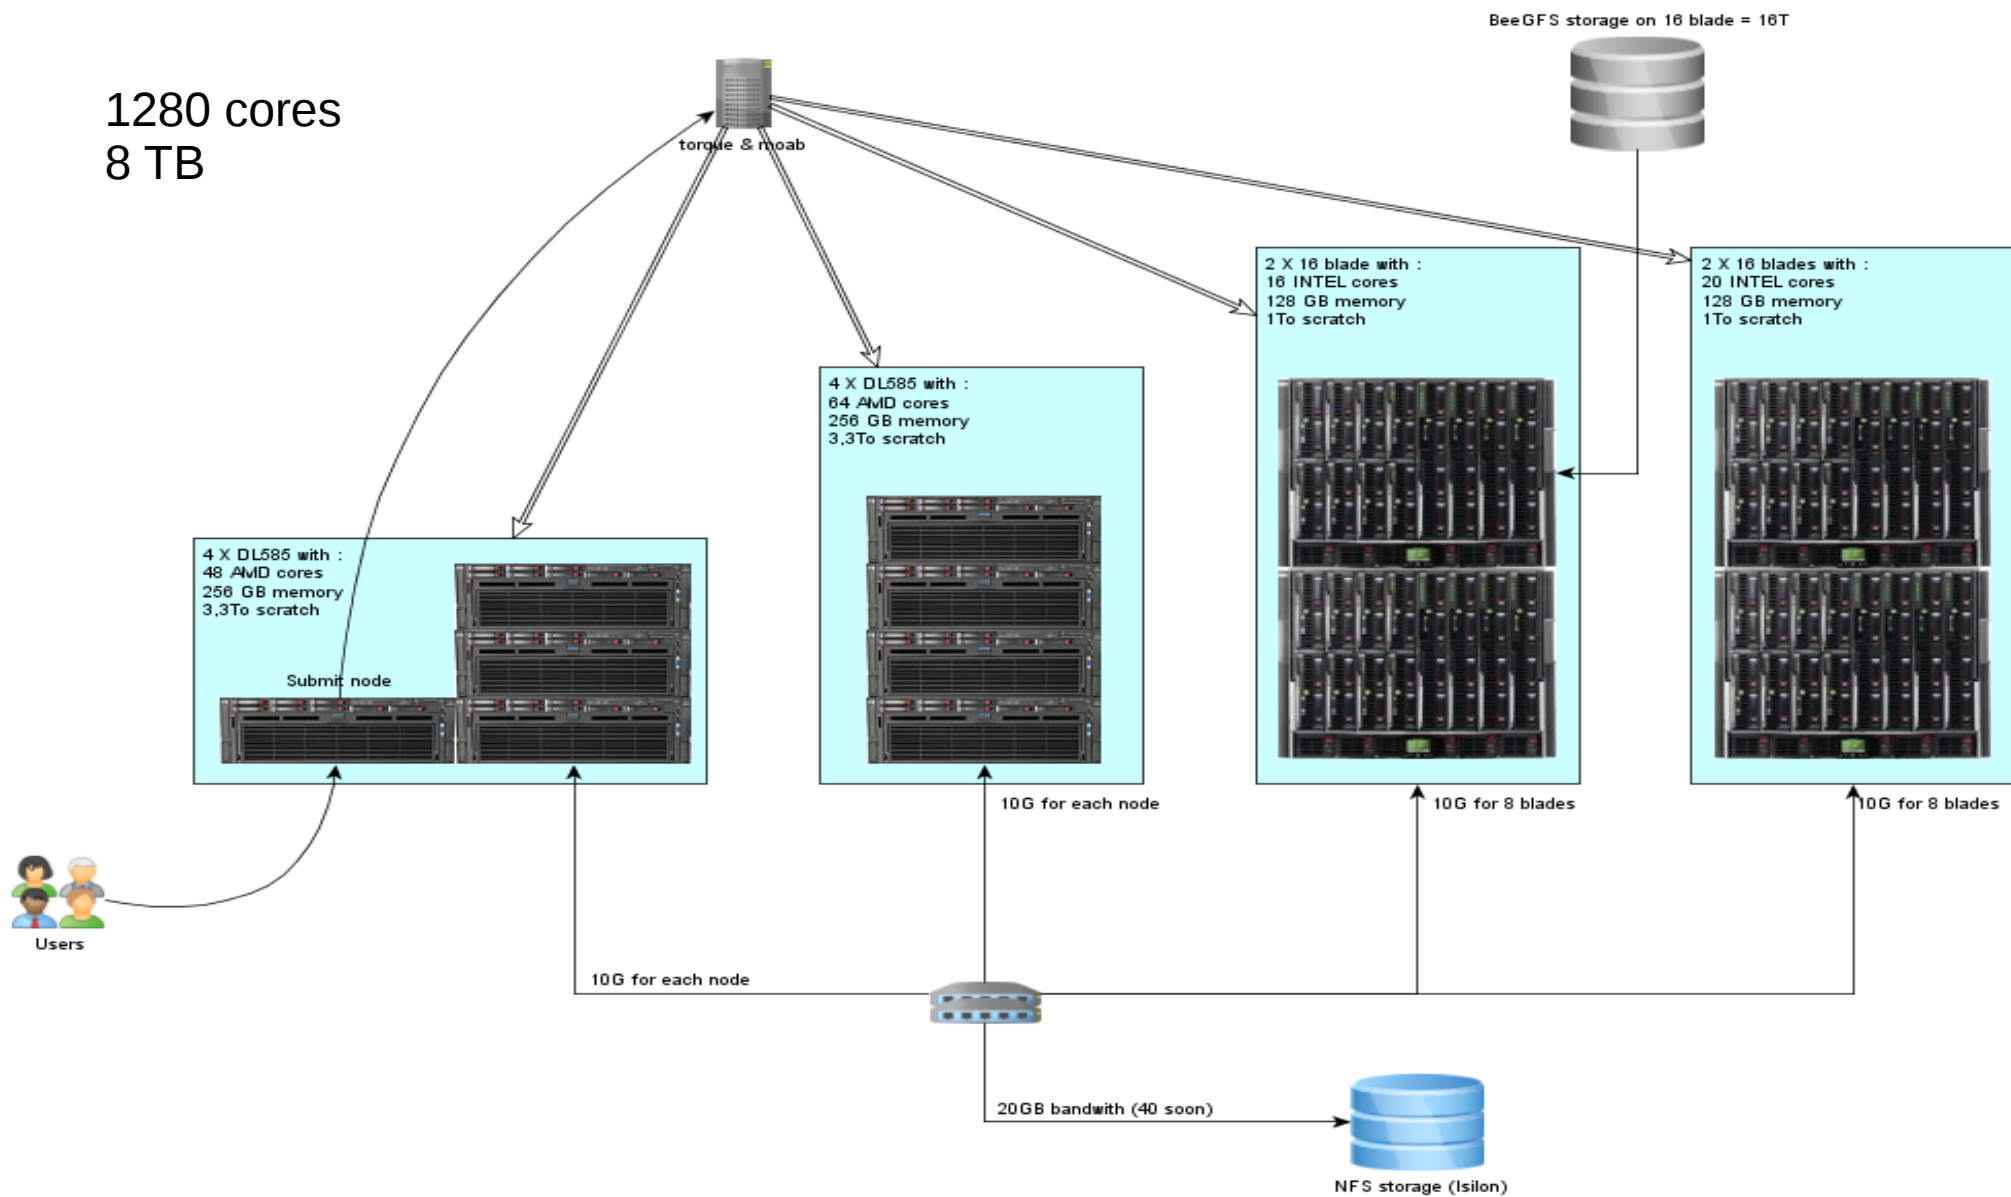 BeeGFS storage on 16 blade = 16T
1280 cores
8 TB
torque & moab
2 X 16 blade with :
16 INTEL cores
128 GB memory
1To scratch
2 X 16 blades with :
20 INTEL cores
128 GB memory
1To scratch
4 X DL585 with :
64 AMD cores
256 GB memory
3,3To scratch
4 X DL585 with :
48 AMD cores
256 GB memory
3,3To scratch
Submit node
10G for each node
10G for 8 blades
10G for 8 blades
Users
10G for each node
20GB bandwith (40 soon)
NFS storage (Isilon)